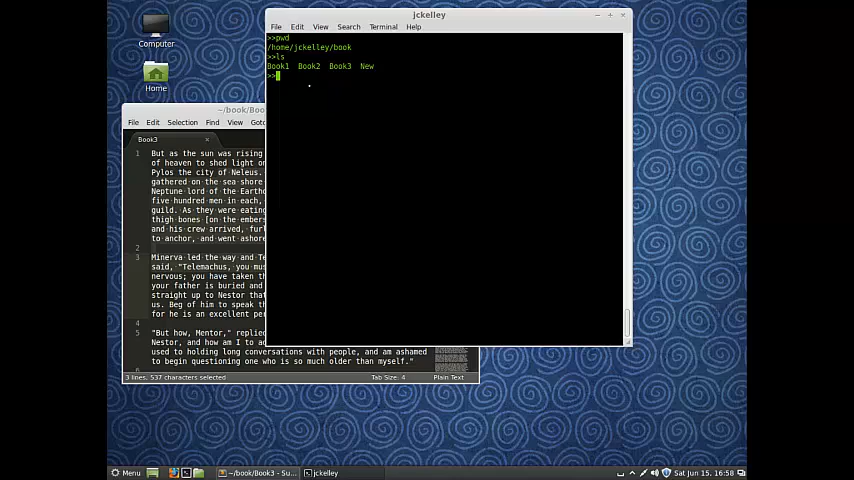 jckelley
File Edit View Search Terminal Help
>>pwd
/home/jckelley/book
>>ls
Book1 Book2 Book3 New
>>
Computer
Home
~/book/Boo
File Edit Selection Find View Goto
Book3 ×
1 But as the sun was rising
of heaven to shed light on
Pylos the city of Neleus.
gathered on the sea shore
Neptune lord of the Earth
five hundred men in each,
guild. As they were eating
thigh bones [on the embers
and his crew arrived, furl
to anchor, and went ashore
2
3 Minerva led the way and Te
said, "Telemachus, you mus
nervous; you have taken th
your father is buried and
straight up to Nestor that
us. Beg of him to speak th
for he is an excellent per
4
5 "But how, Mentor," replied
Nestor, and how am I to ad
used to holding long conversations with people, and am ashamed
to begin questioning one who is so much older than myself."
3 lines, 537 characters selected Tab Size: 4 Plain Text
Menu ~/book/Book3 - Su... jckelley Sat Jun 15, 16:58